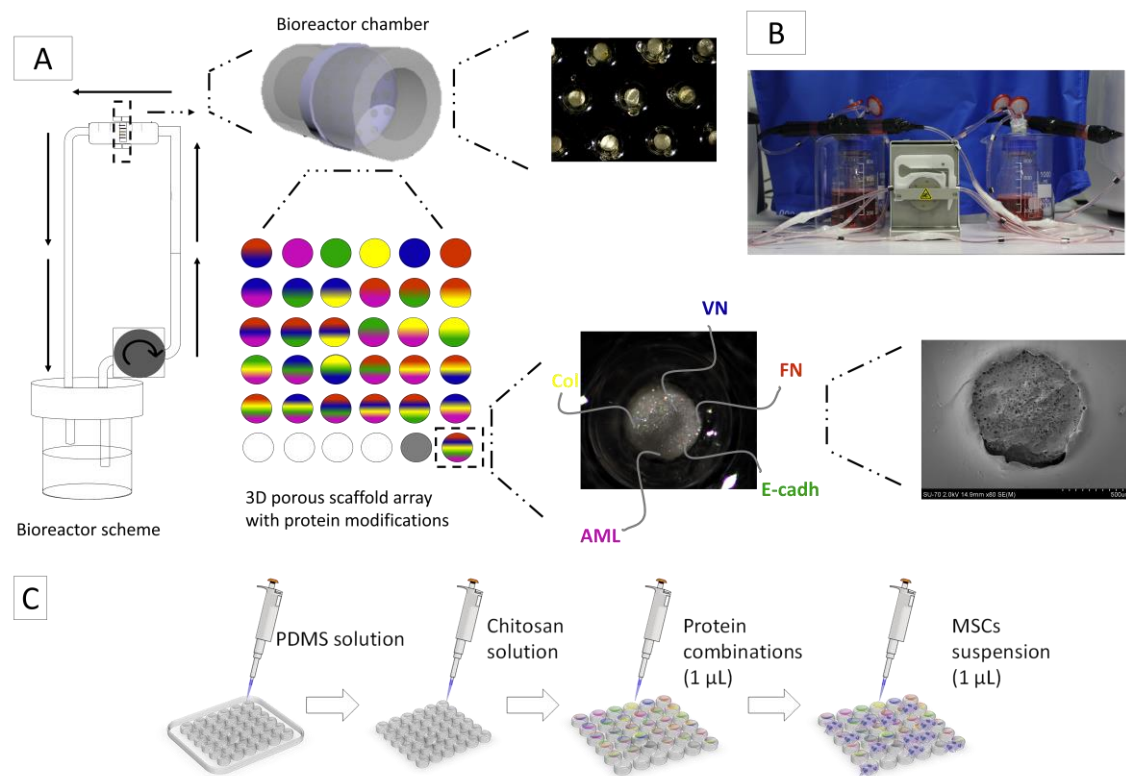 A
Bioreactor chamber
B
VN
Col
FN
E-cadh
AML
3D porous scaffold array
with protein modifications
Bioreactor scheme
SU-70 2.0kV 14.9mm x80 SE(M)
500u
C
PDMS solution
Chitosan
solution
Protein
combinations
(1 µL)
MSCs
suspension
(1 µL)